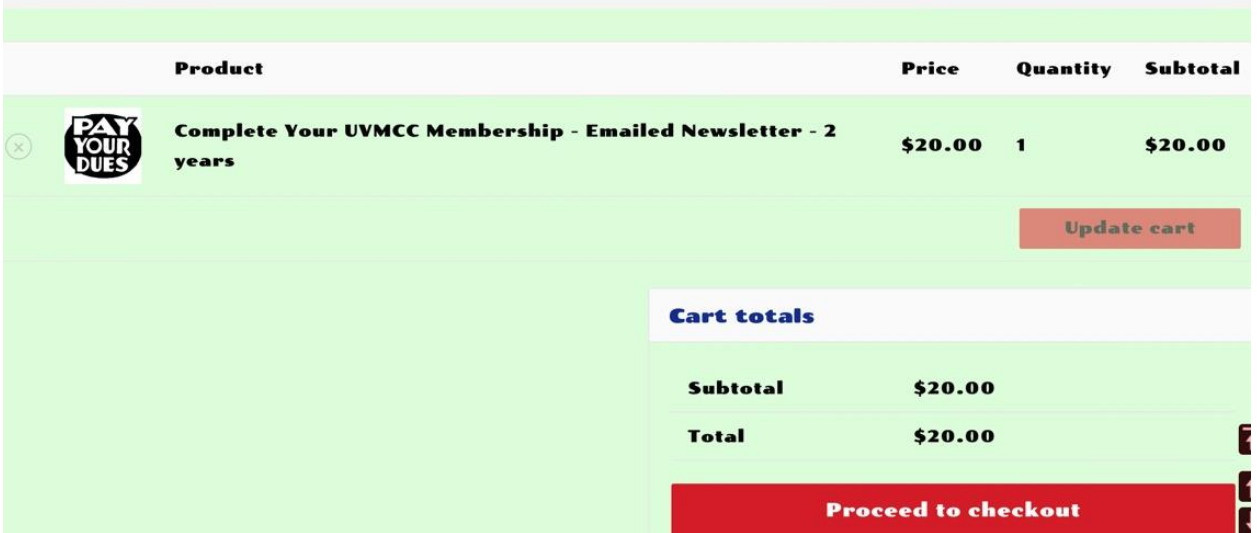 Product Price Quantity Subtotal
PAY
YOUR
DUES
Complete Your UVMCC Membership - Emailed Newsletter - 2
years
$20.00 1 $20.00
Update cart
Cart totals
Subtotal $20.00
Total $20.00
Proceed to checkout